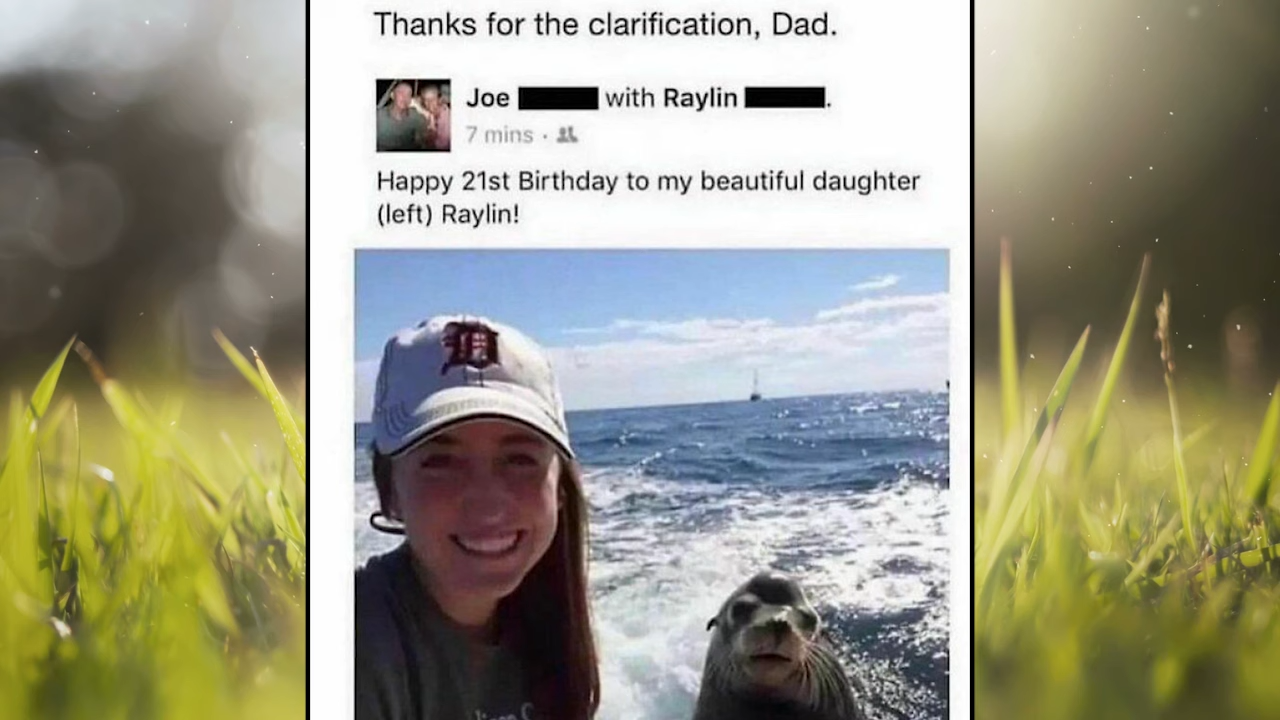 Thanks for the clarification, Dad.
Joe with Raylin .
7 mins ·
Happy 21st Birthday to my beautiful daughter
(left) Raylin!
D